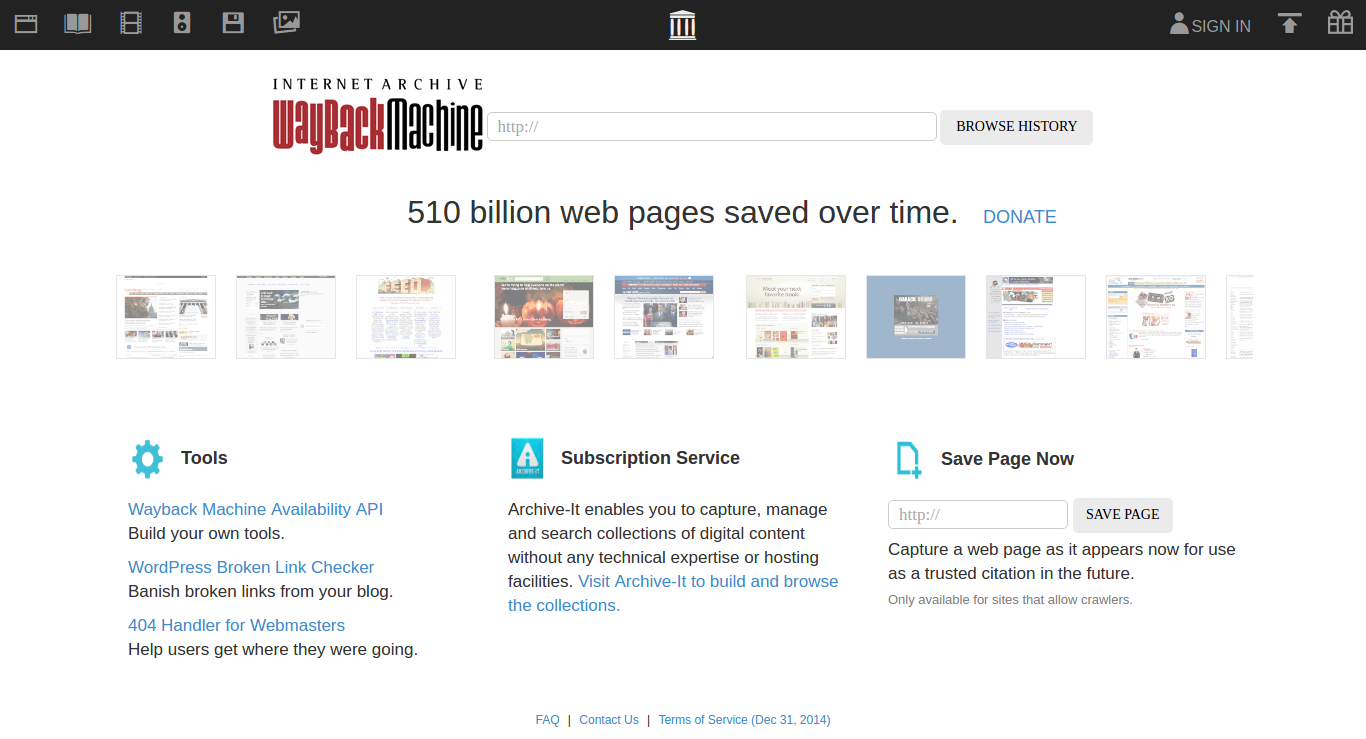 SIGN IN
INTERNET ARCHIVE
WayBackMachine
http://
BROWSE HISTORY
510 billion web pages saved over time.
DONATE
Tools
Wayback Machine Availability API
Build your own tools.
WordPress Broken Link Checker
Banish broken links from your blog.
404 Handler for Webmasters
Help users get where they were going.
ARCHIVE-IT
Subscription Service
Archive-It enables you to capture, manage
and search collections of digital content
without any technical expertise or hosting
facilities. Visit Archive-It to build and browse
the collections.
Save Page Now
http://
SAVE PAGE
Capture a web page as it appears now for use
as a trusted citation in the future.
Only available for sites that allow crawlers.
FAQ | Contact Us | Terms of Service (Dec 31, 2014)